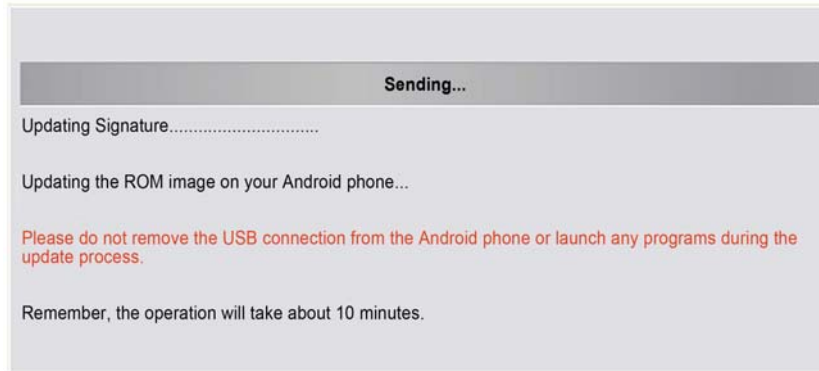 Sending...
Updating Signature...............................
Updating the ROM image on your Android phone...
Please do not remove the USB connection from the Android phone or launch any programs during the
update process.
Remember, the operation will take about 10 minutes.